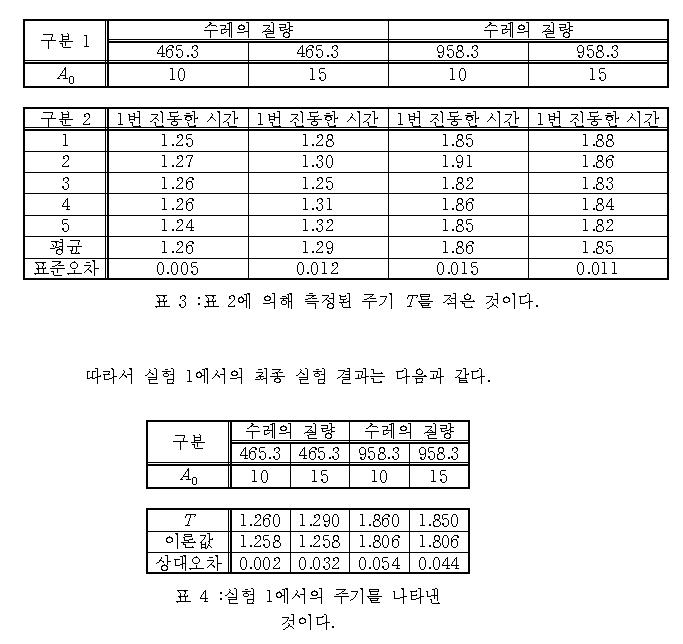 구분 1 수레의 질량 수레의 질량
465.3 465.3 958.3 958.3
A₀ 10 15 10 15
구분 2 1번 진동한 시간 1번 진동한 시간 1번 진동한 시간 1번 진동한 시간
1 1.25 1.28 1.85 1.88
2 1.27 1.30 1.91 1.86
3 1.26 1.25 1.82 1.83
4 1.26 1.31 1.86 1.84
5 1.24 1.32 1.85 1.82
평균 1.26 1.29 1.86 1.85
표준오차 0.005 0.012 0.015 0.011
표 3 :표 2에 의해 측정된 주기 T를 적은 것이다.
따라서 실험 1에서의 최종 실험 결과는 다음과 같다.
구분 수레의 질량 수레의 질량
465.3 465.3 958.3 958.3
A₀ 10 15 10 15
T 1.260 1.290 1.860 1.850
이론값 1.258 1.258 1.806 1.806
상대오차 0.002 0.032 0.054 0.044
표 4 :실험 1에서의 주기를 나타낸
것이다.